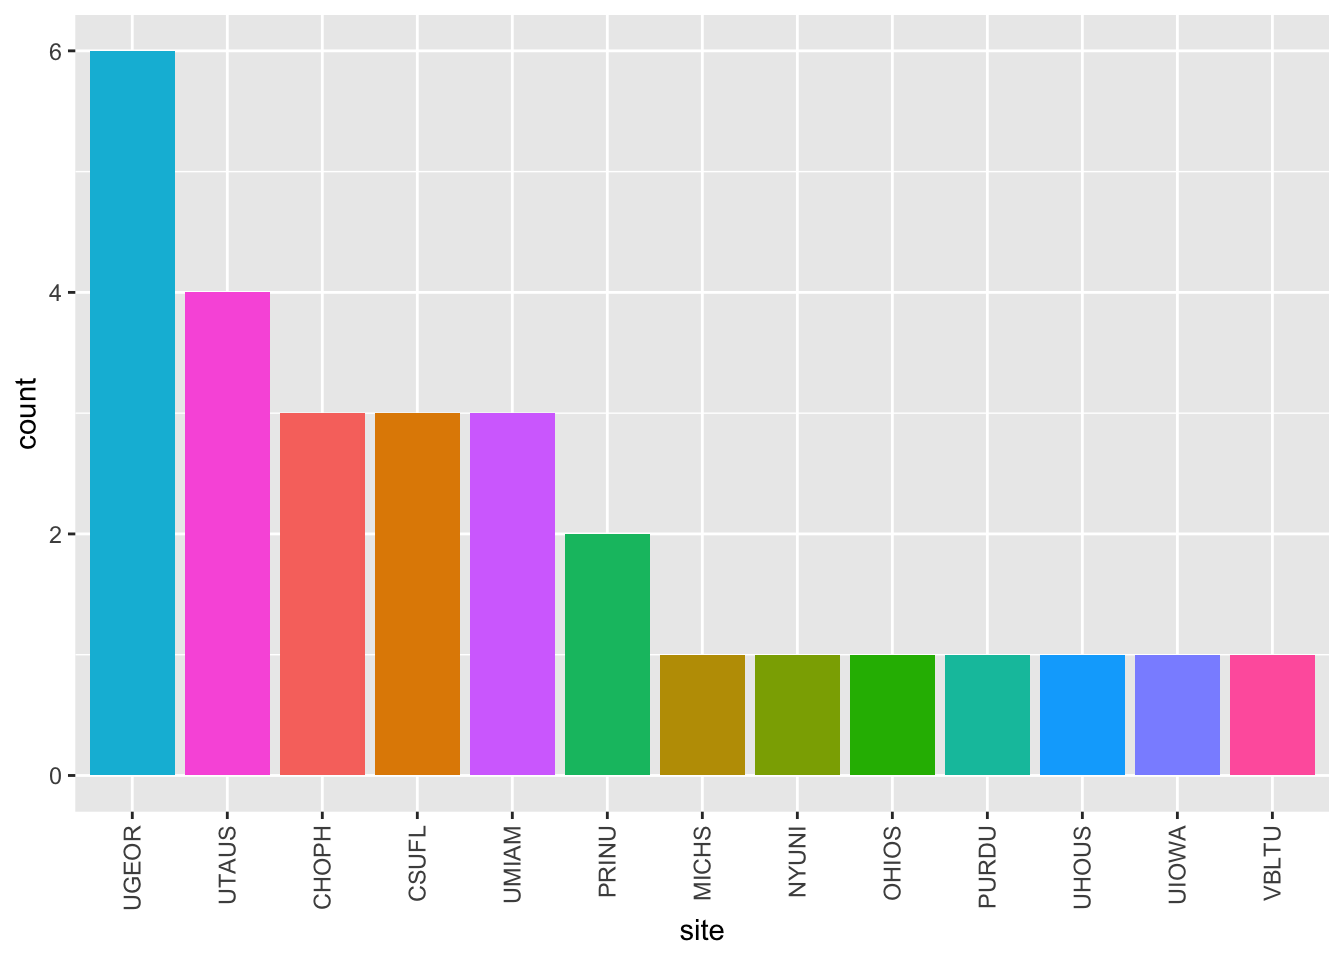 6
4
2
0
count
UGEOR
UTAUS
CHOPH
CSUFL
UMIAM
PRINU
MICHS
NYUNI
OHIOS
PURDU
UHOUS
UIOWA
VBLTU
site